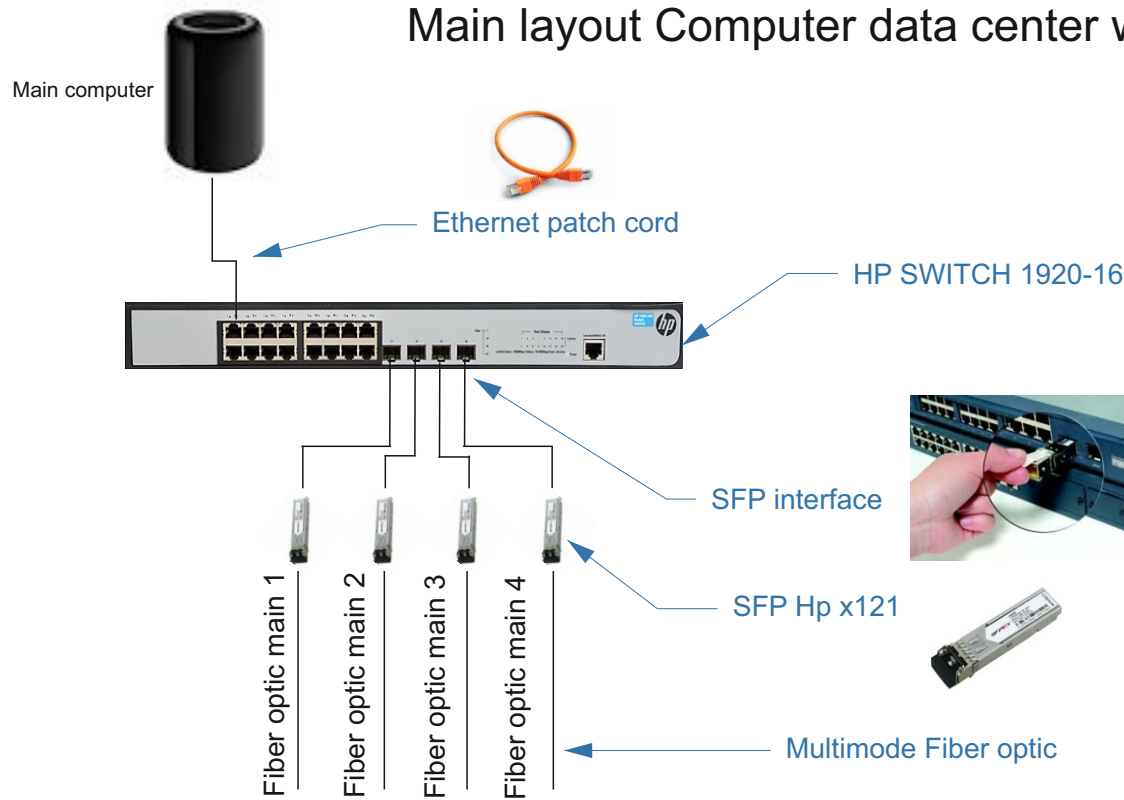 Main layout Computer data center v
Main computer
Ethernet patch cord
HP SWITCH 1920-16
hp
SFP interface
SFP Hp x121
Fiber optic main 1
Fiber optic main 2
Fiber optic main 3
Fiber optic main 4
Multimode Fiber optic